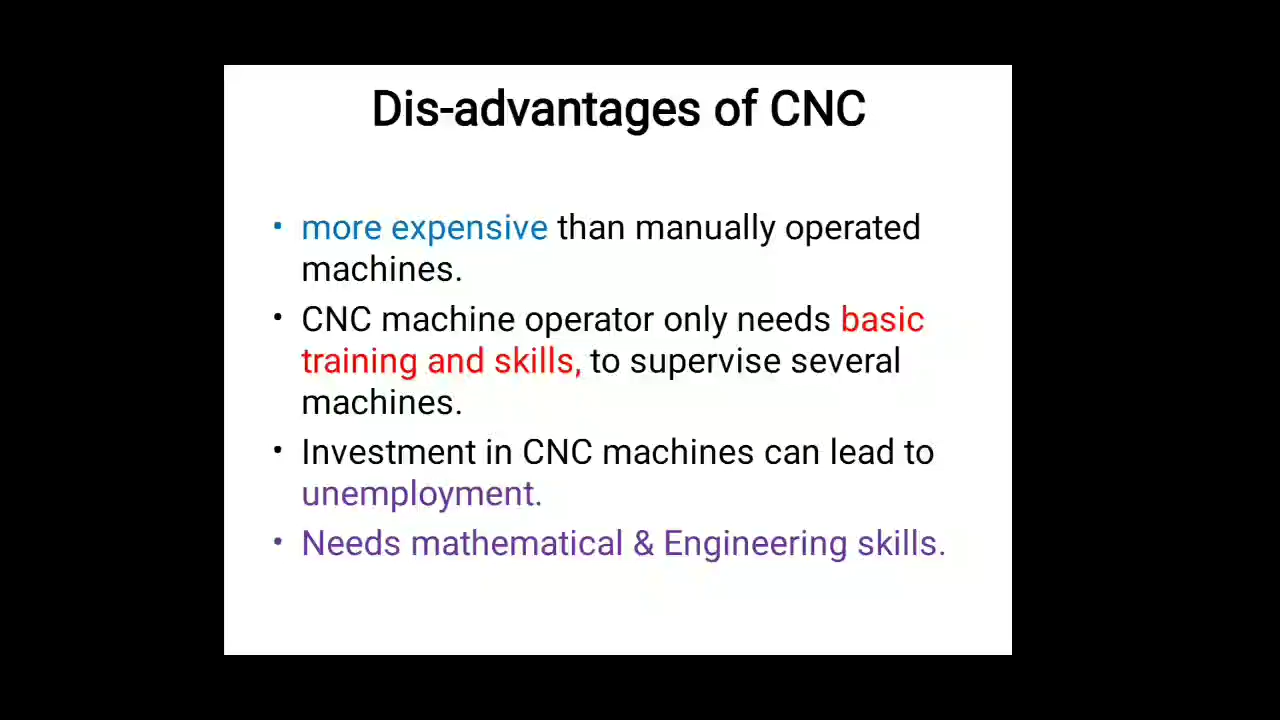 Dis-advantages of CNC
• more expensive than manually operated
machines.
• CNC machine operator only needs basic
training and skills, to supervise several
machines.
• Investment in CNC machines can lead to
unemployment.
• Needs mathematical & Engineering skills.